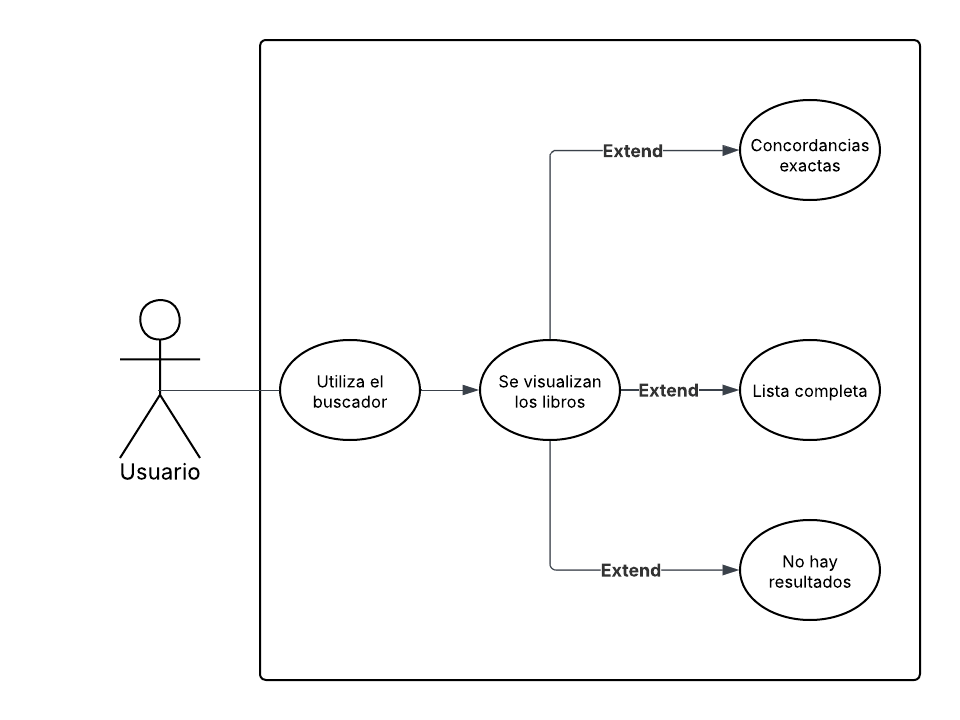 Extend
Concordancias
exactas
Usuario
Utiliza el
buscador
Se visualizan
los libros
Extend
Lista completa
Extend
No hay
resultados